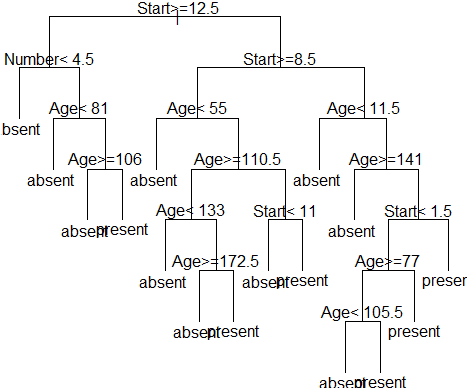 Start>=12.5
Number< 4.5
Start>=8.5
bsent
Age< 81
Age< 55
Age< 11.5
absent
Age>=106
absent
Age>=110.5
absent
Age>=141
absent
present
Age< 133
Start< 11
absent
Start< 1.5
absent
Age>=172.5
absent
present
Age>=77
preser
absent
present
Age< 105.5
present
absent
present